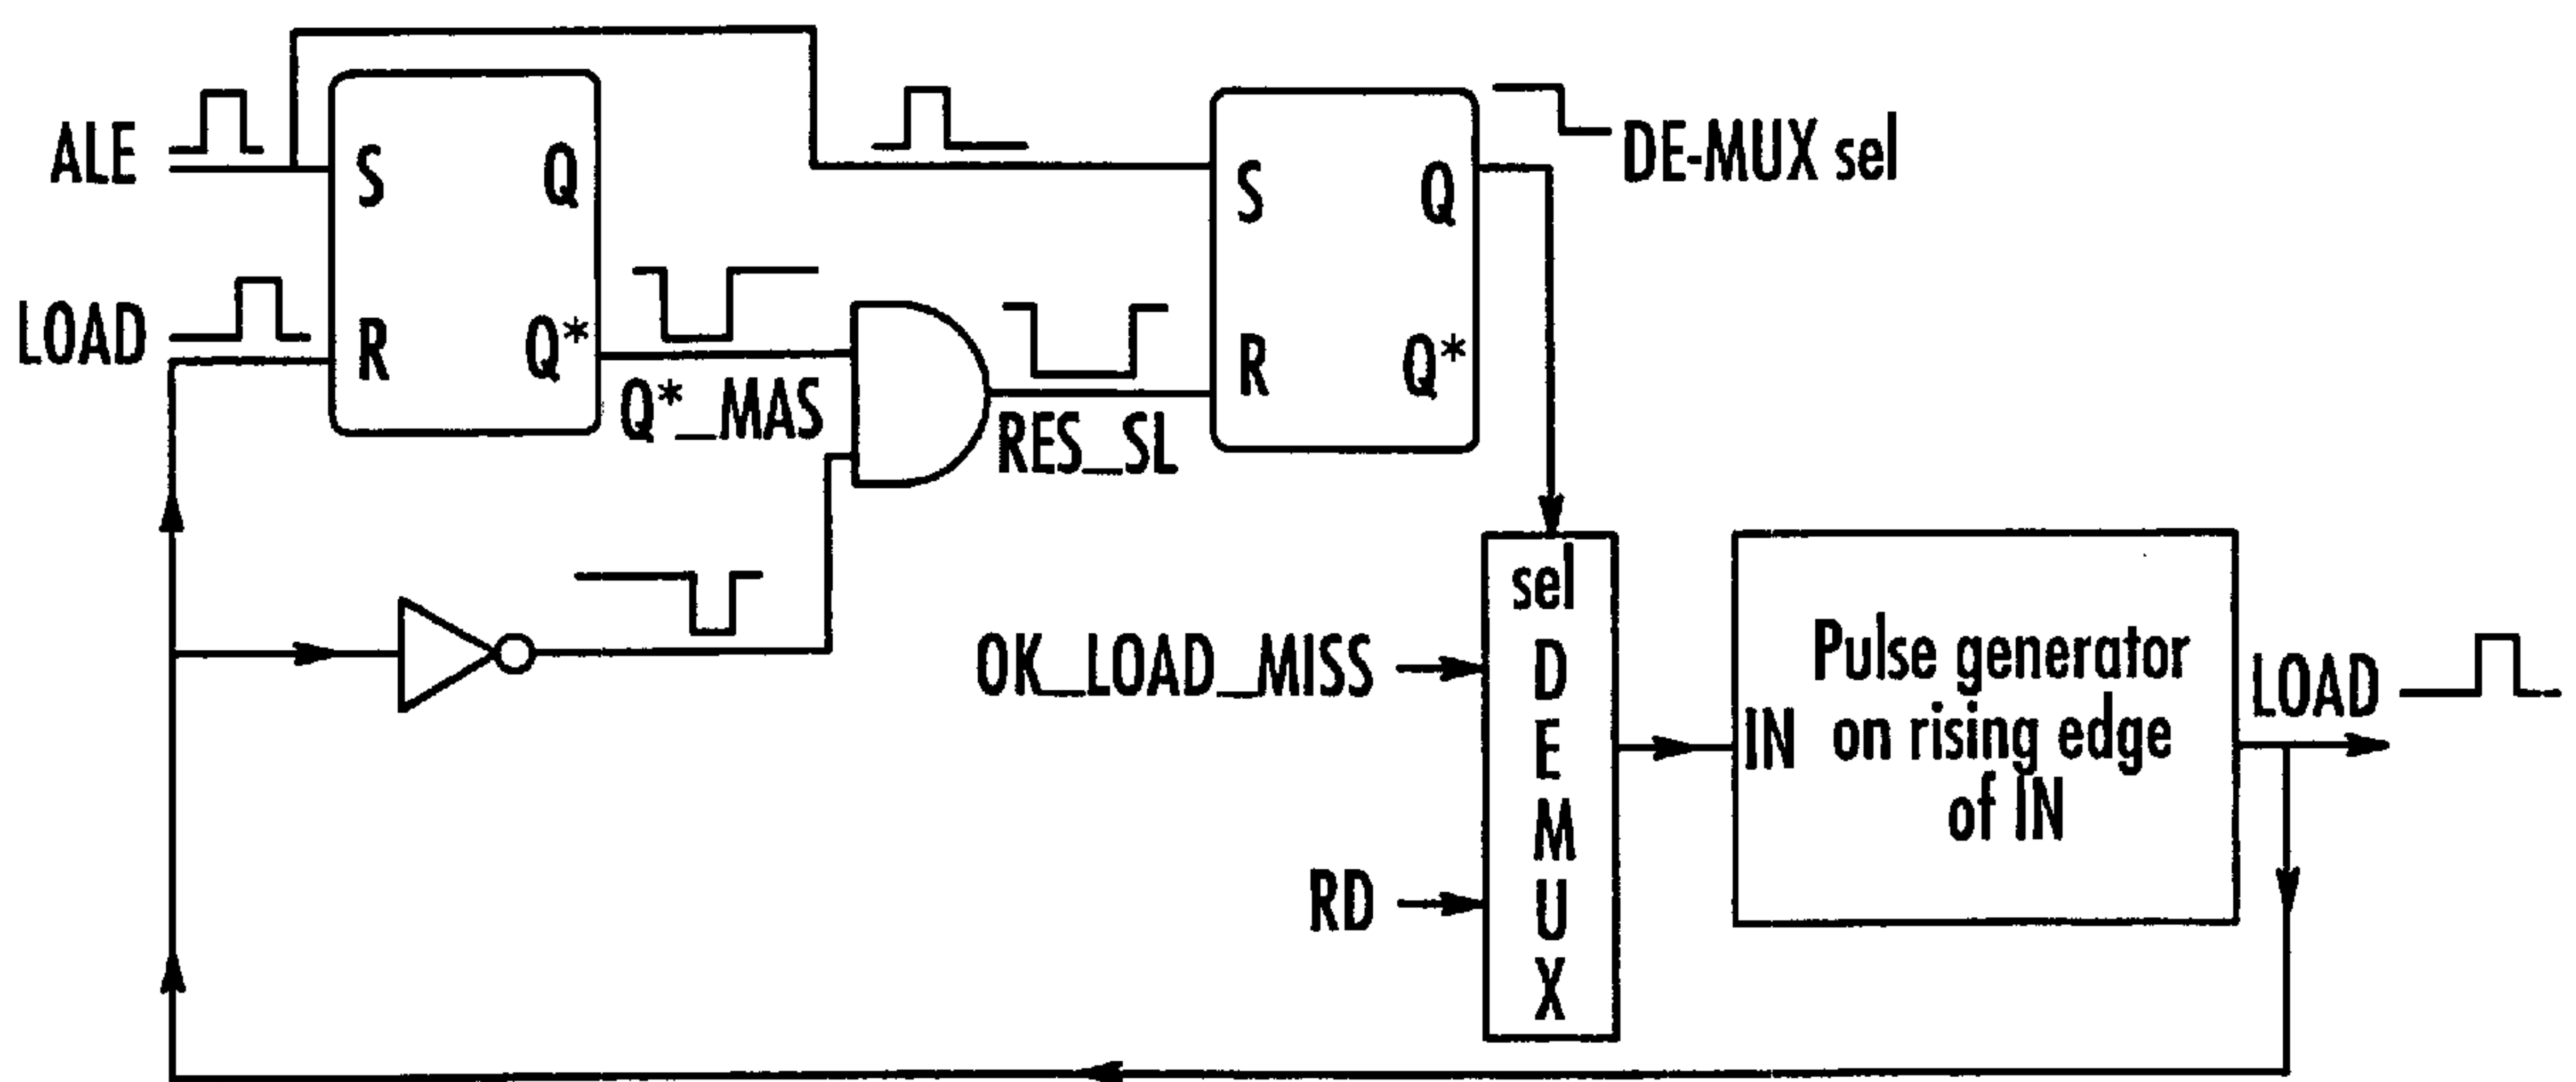 ALE
S
Q
S
Q
DE-MUX sel
LOAD
R
Q*
Q*_MAS
RES_SL
R
Q*
sel
DEMUX
OK_LOAD_MISS
RD
IN
Pulse generator
on rising edge
of IN
LOAD